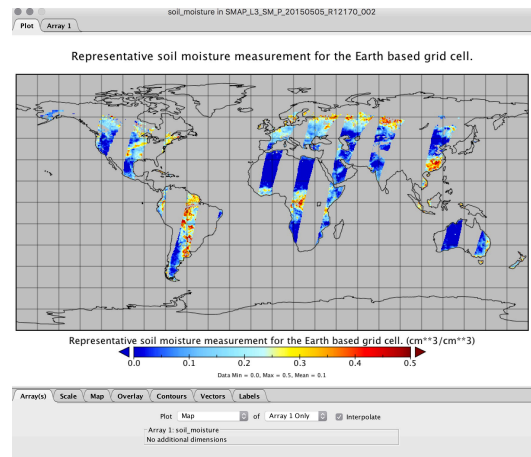 soil_moisture in SMAP_L3_SM_P_20150505_R12170_002
Plot Array 1
Representative soil moisture measurement for the Earth based grid cell.
Representative soil moisture measurement for the Earth based grid cell. (cm**3/cm**3)
0.0 0.1 0.2 0.3 0.4 0.5
Data Min = 0.0, Max = 0.5, Mean = 0.1
Array(s) Scale Map Overlay Contours Vectors Labels
Plot Map of Array 1 Only Interpolate
Array 1: soil_moisture
No additional dimensions